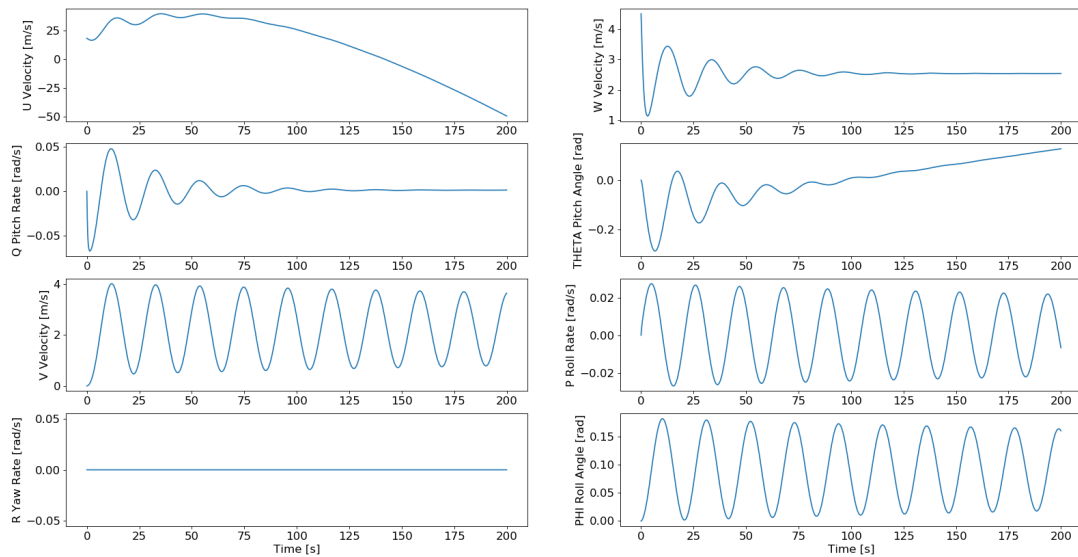 U Velocity [m/s]
25
0
−25
−50
0 25 50 75 100 125 150 175 200
W Velocity [m/s]
4
3
2
1
0 25 50 75 100 125 150 175 200
Q Pitch Rate [rad/s]
0.05
0.00
−0.05
0 25 50 75 100 125 150 175 200
THETA Pitch Angle [rad]
0.0
−0.2
0 25 50 75 100 125 150 175 200
V Velocity [m/s]
4
2
0
0 25 50 75 100 125 150 175 200
P Roll Rate [rad/s]
0.02
0.00
−0.02
0 25 50 75 100 125 150 175 200
R Yaw Rate [rad/s]
0.05
0.00
−0.05
0 25 50 75 100 125 150 175 200
Time [s]
PHI Roll Angle [rad]
0.15
0.10
0.05
0.00
0 25 50 75 100 125 150 175 200
Time [s]